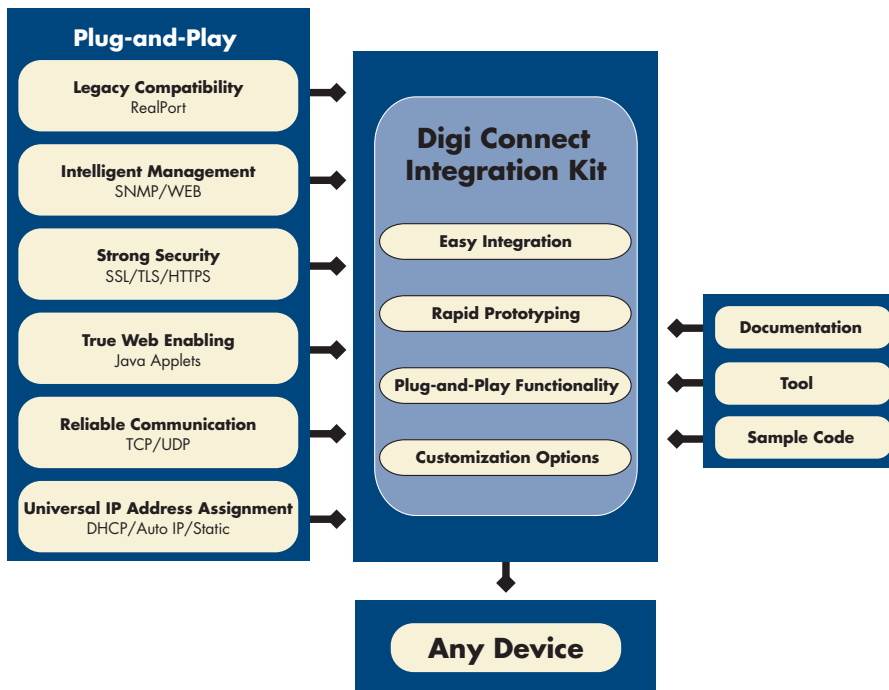 Plug-and-Play
Legacy Compatibility
RealPort
Intelligent Management
SNMP/WEB
Strong Security
SSL/TLS/HTTPS
True Web Enabling
Java Applets
Reliable Communication
TCP/UDP
Universal IP Address Assignment
DHCP/Auto IP/Static
Digi Connect
Integration Kit
Easy Integration
Rapid Prototyping
Plug-and-Play Functionality
Customization Options
Documentation
Tool
Sample Code
Any Device